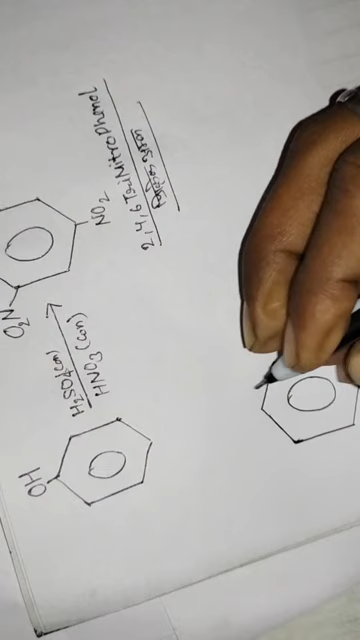 OH
H₂SO₄(con)
HNO₃(con)
O₂N
NO₂
2,4,6 TriNitroPhenol